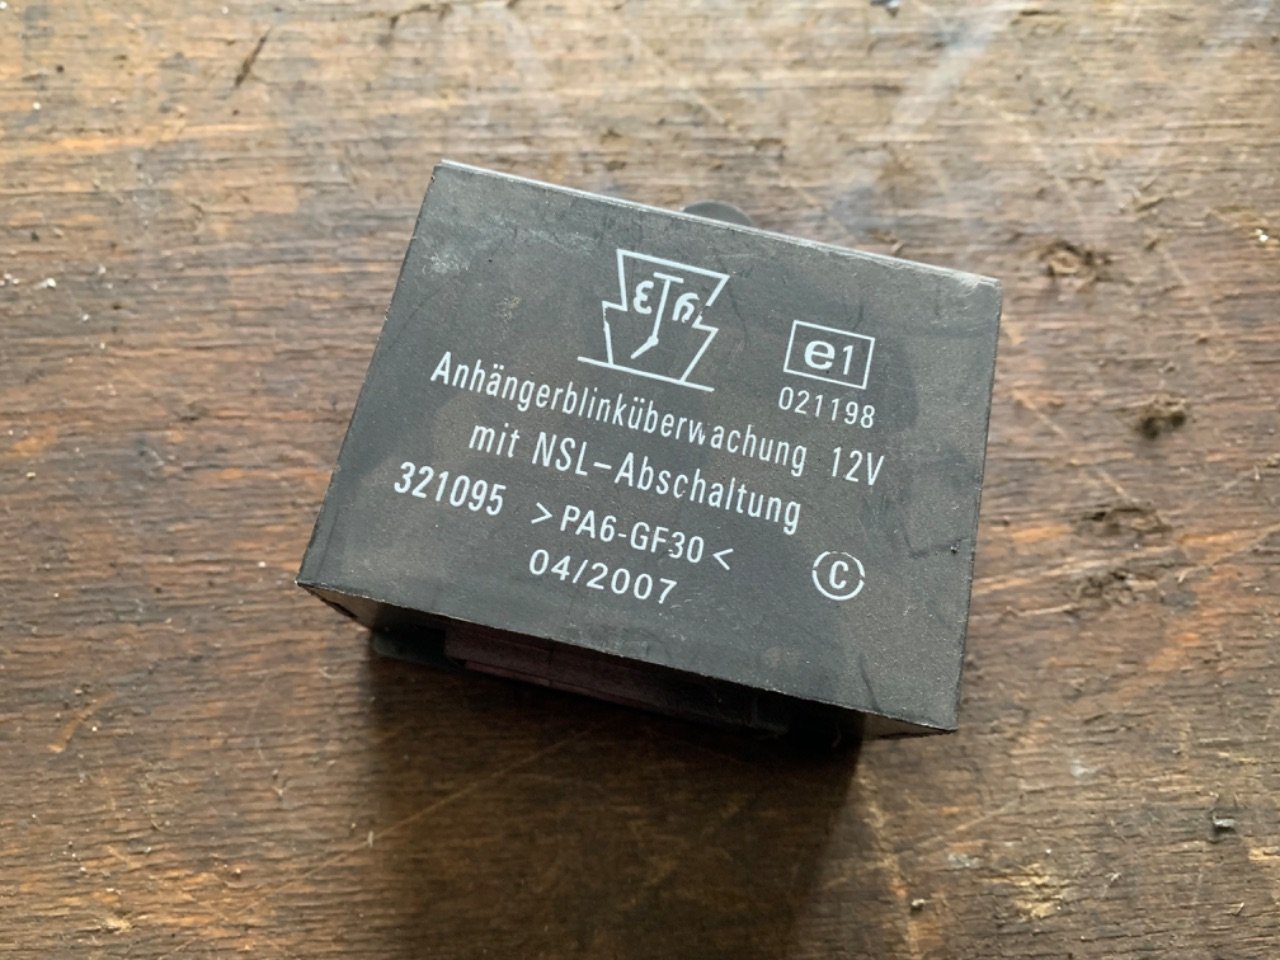 e1
021198
Anhängerblinküberwachung 12V
mit NSL-Abschaltung
321095 >PA6-GF30<
04/2007
C